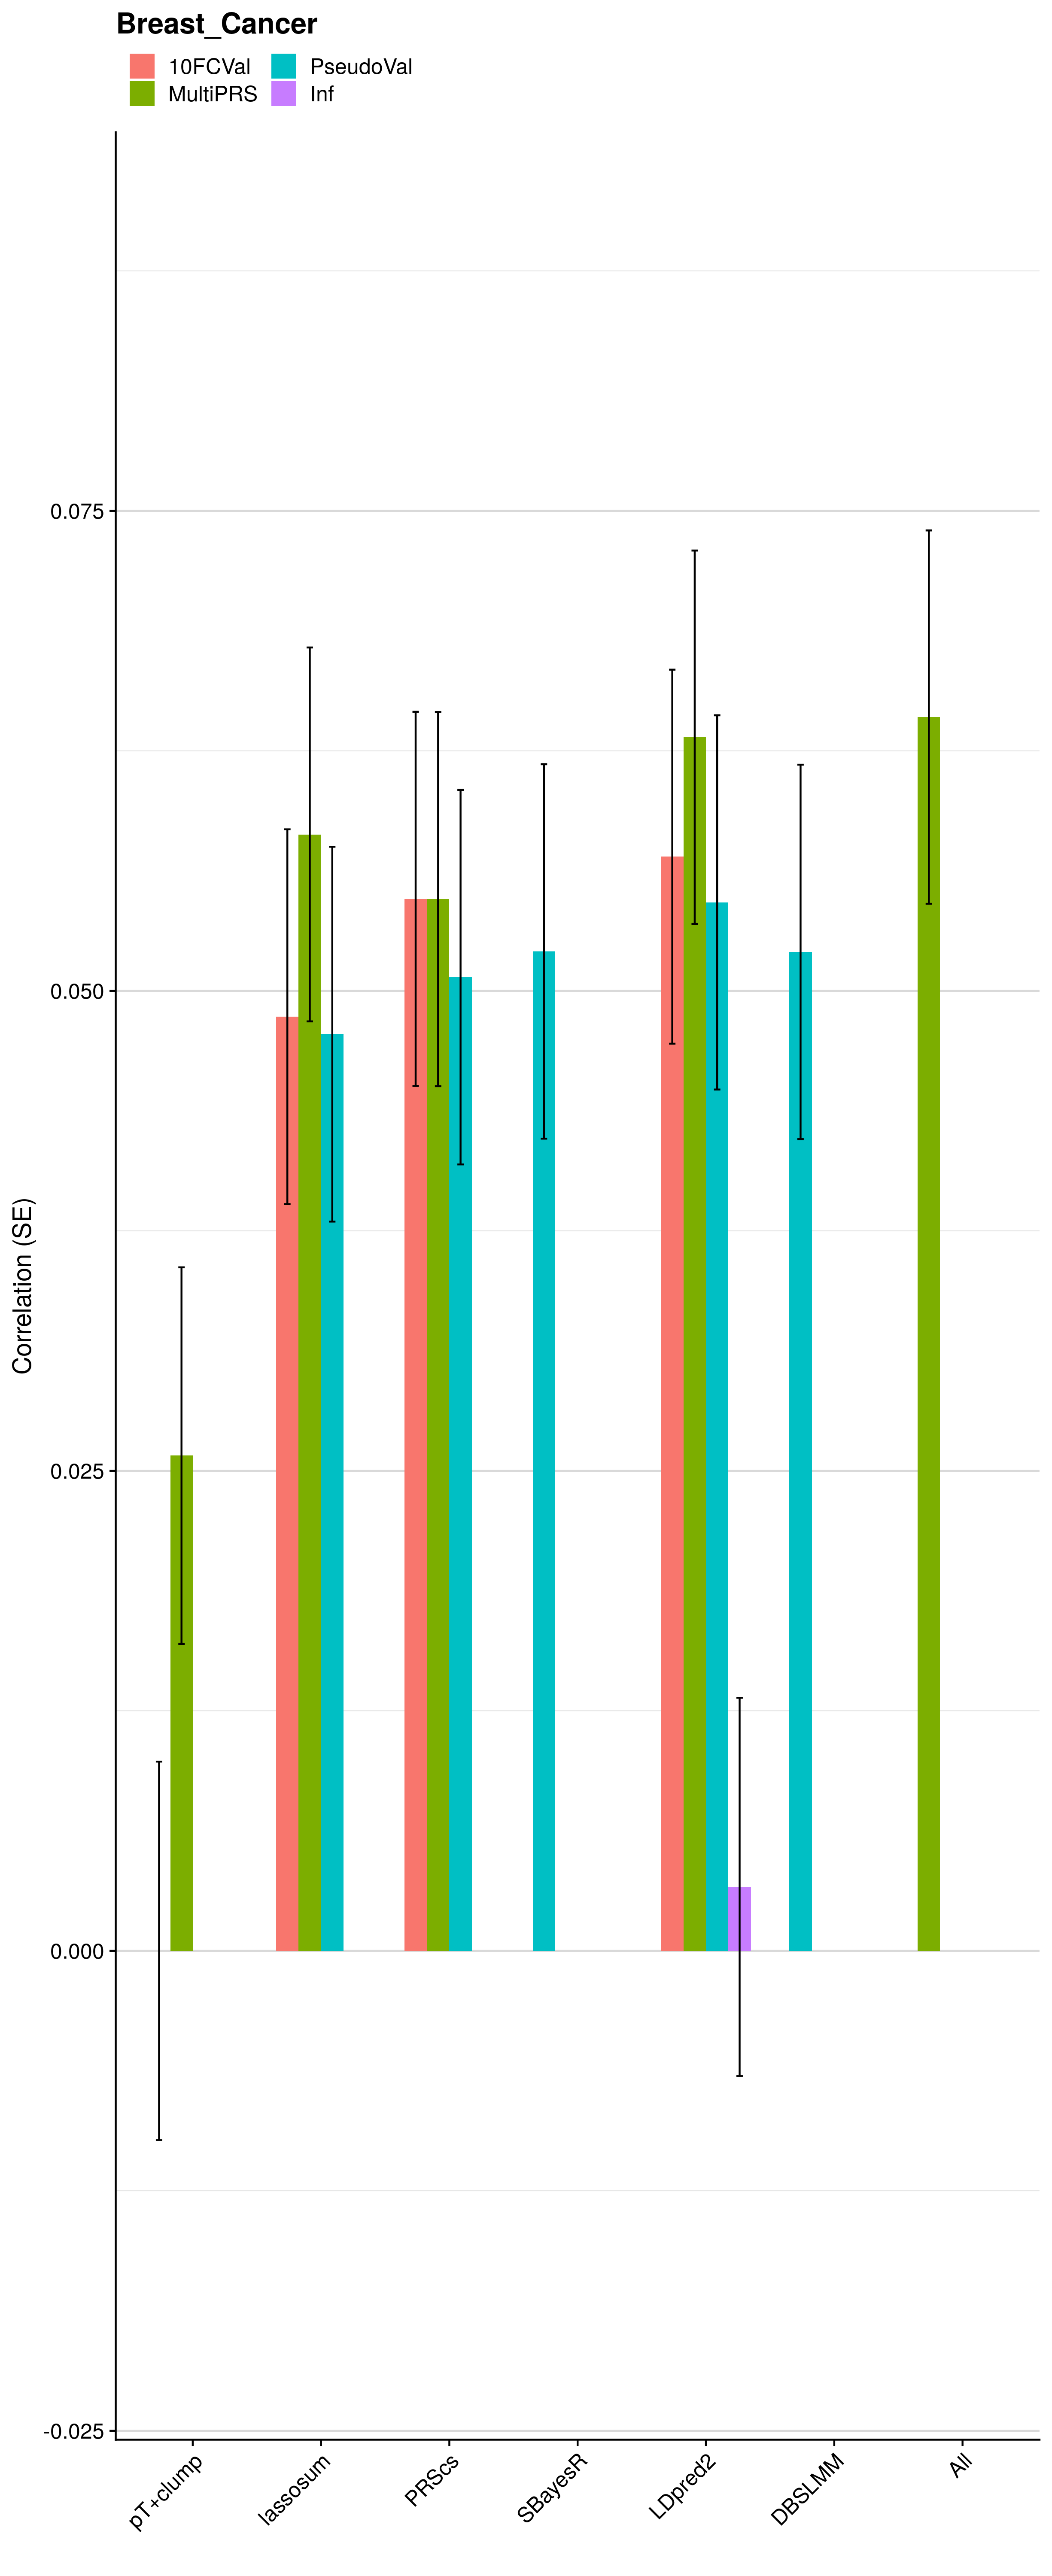 Breast_Cancer
10FCVal PseudoVal
MultiPRS Inf
Correlation (SE)
0.075
0.050
0.025
0.000
-0.025
pT+clump lassosum PRScs SBayesR LDpred2 DBSLMM All